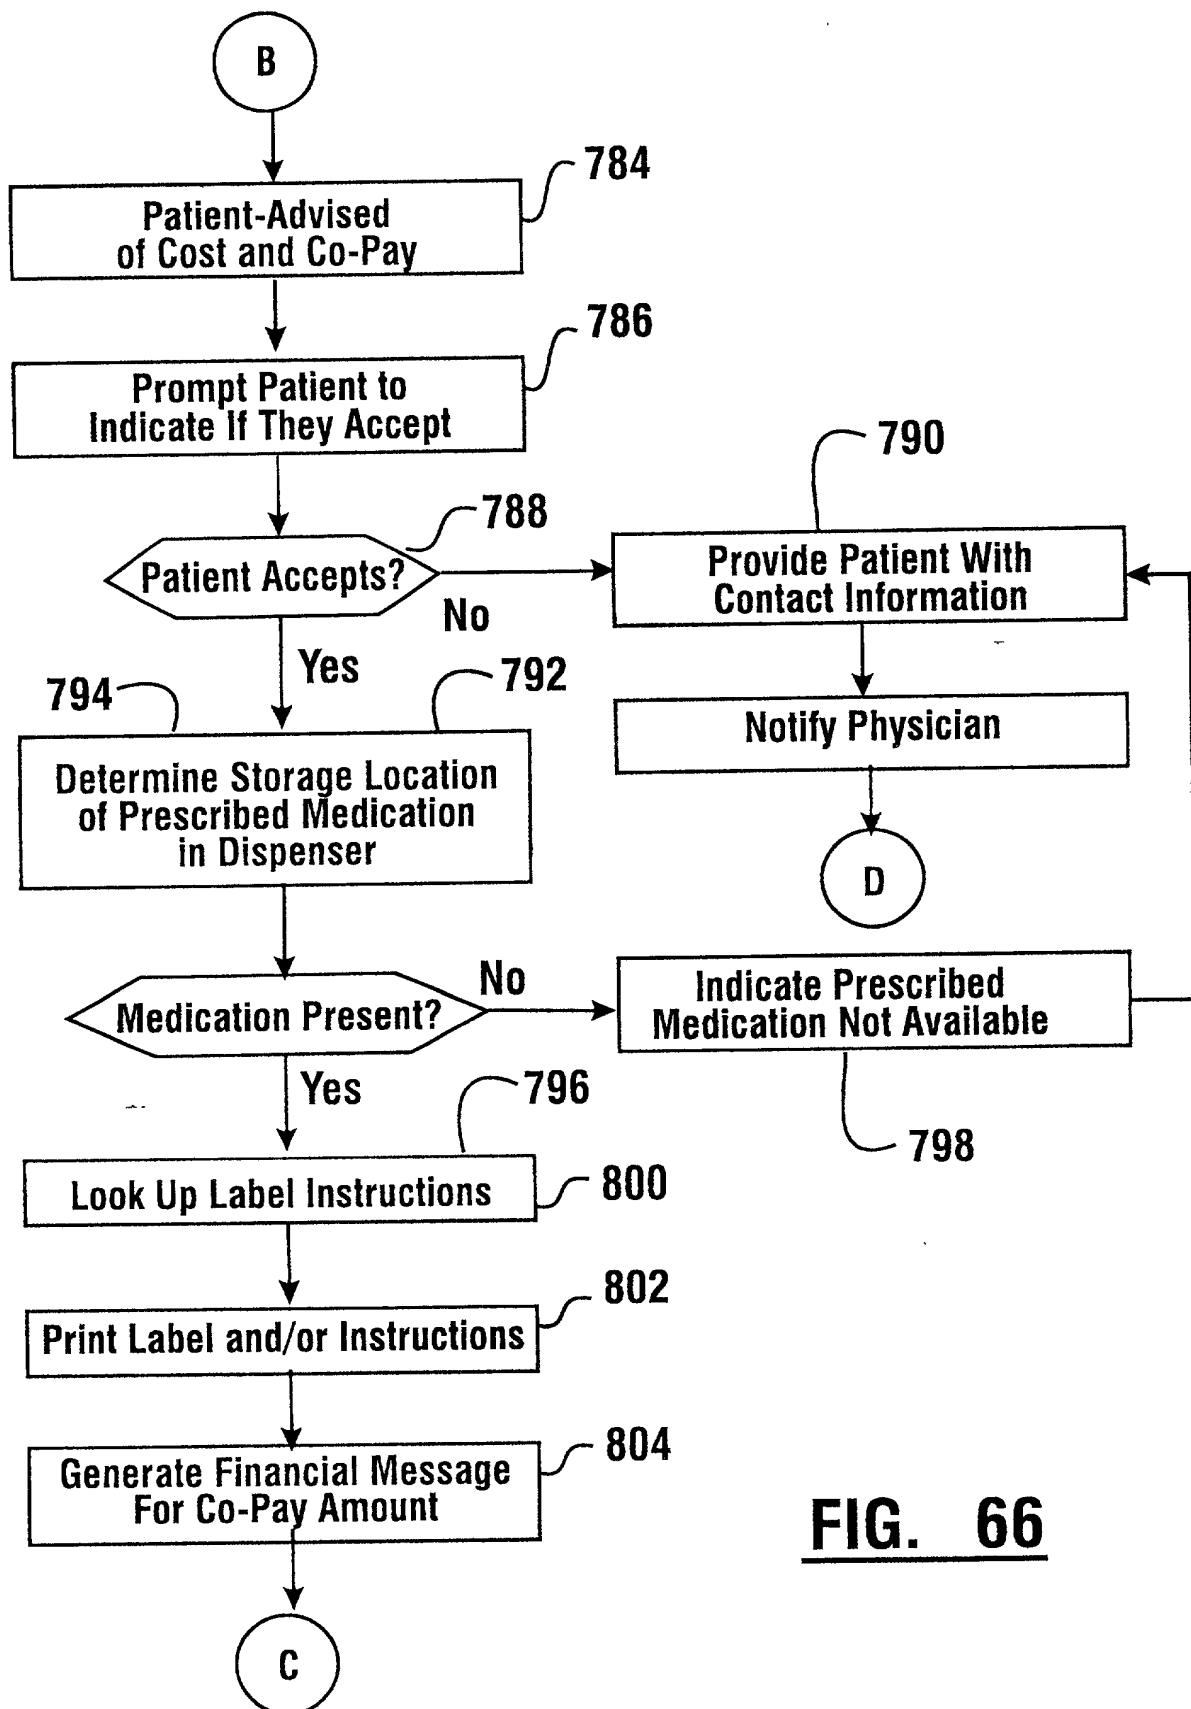 B
784
Patient-Advised
of Cost and Co-Pay
786
Prompt Patient to
Indicate If They Accept
788
Patient Accepts?
No
Yes
790
Provide Patient With
Contact Information
Notify Physician
D
794
792
Determine Storage Location
of Prescribed Medication
in Dispenser
Medication Present?
No
Yes
Indicate Prescribed
Medication Not Available
798
796
Look Up Label Instructions
800
802
Print Label and/or Instructions
804
Generate Financial Message
For Co-Pay Amount
C
FIG. 66